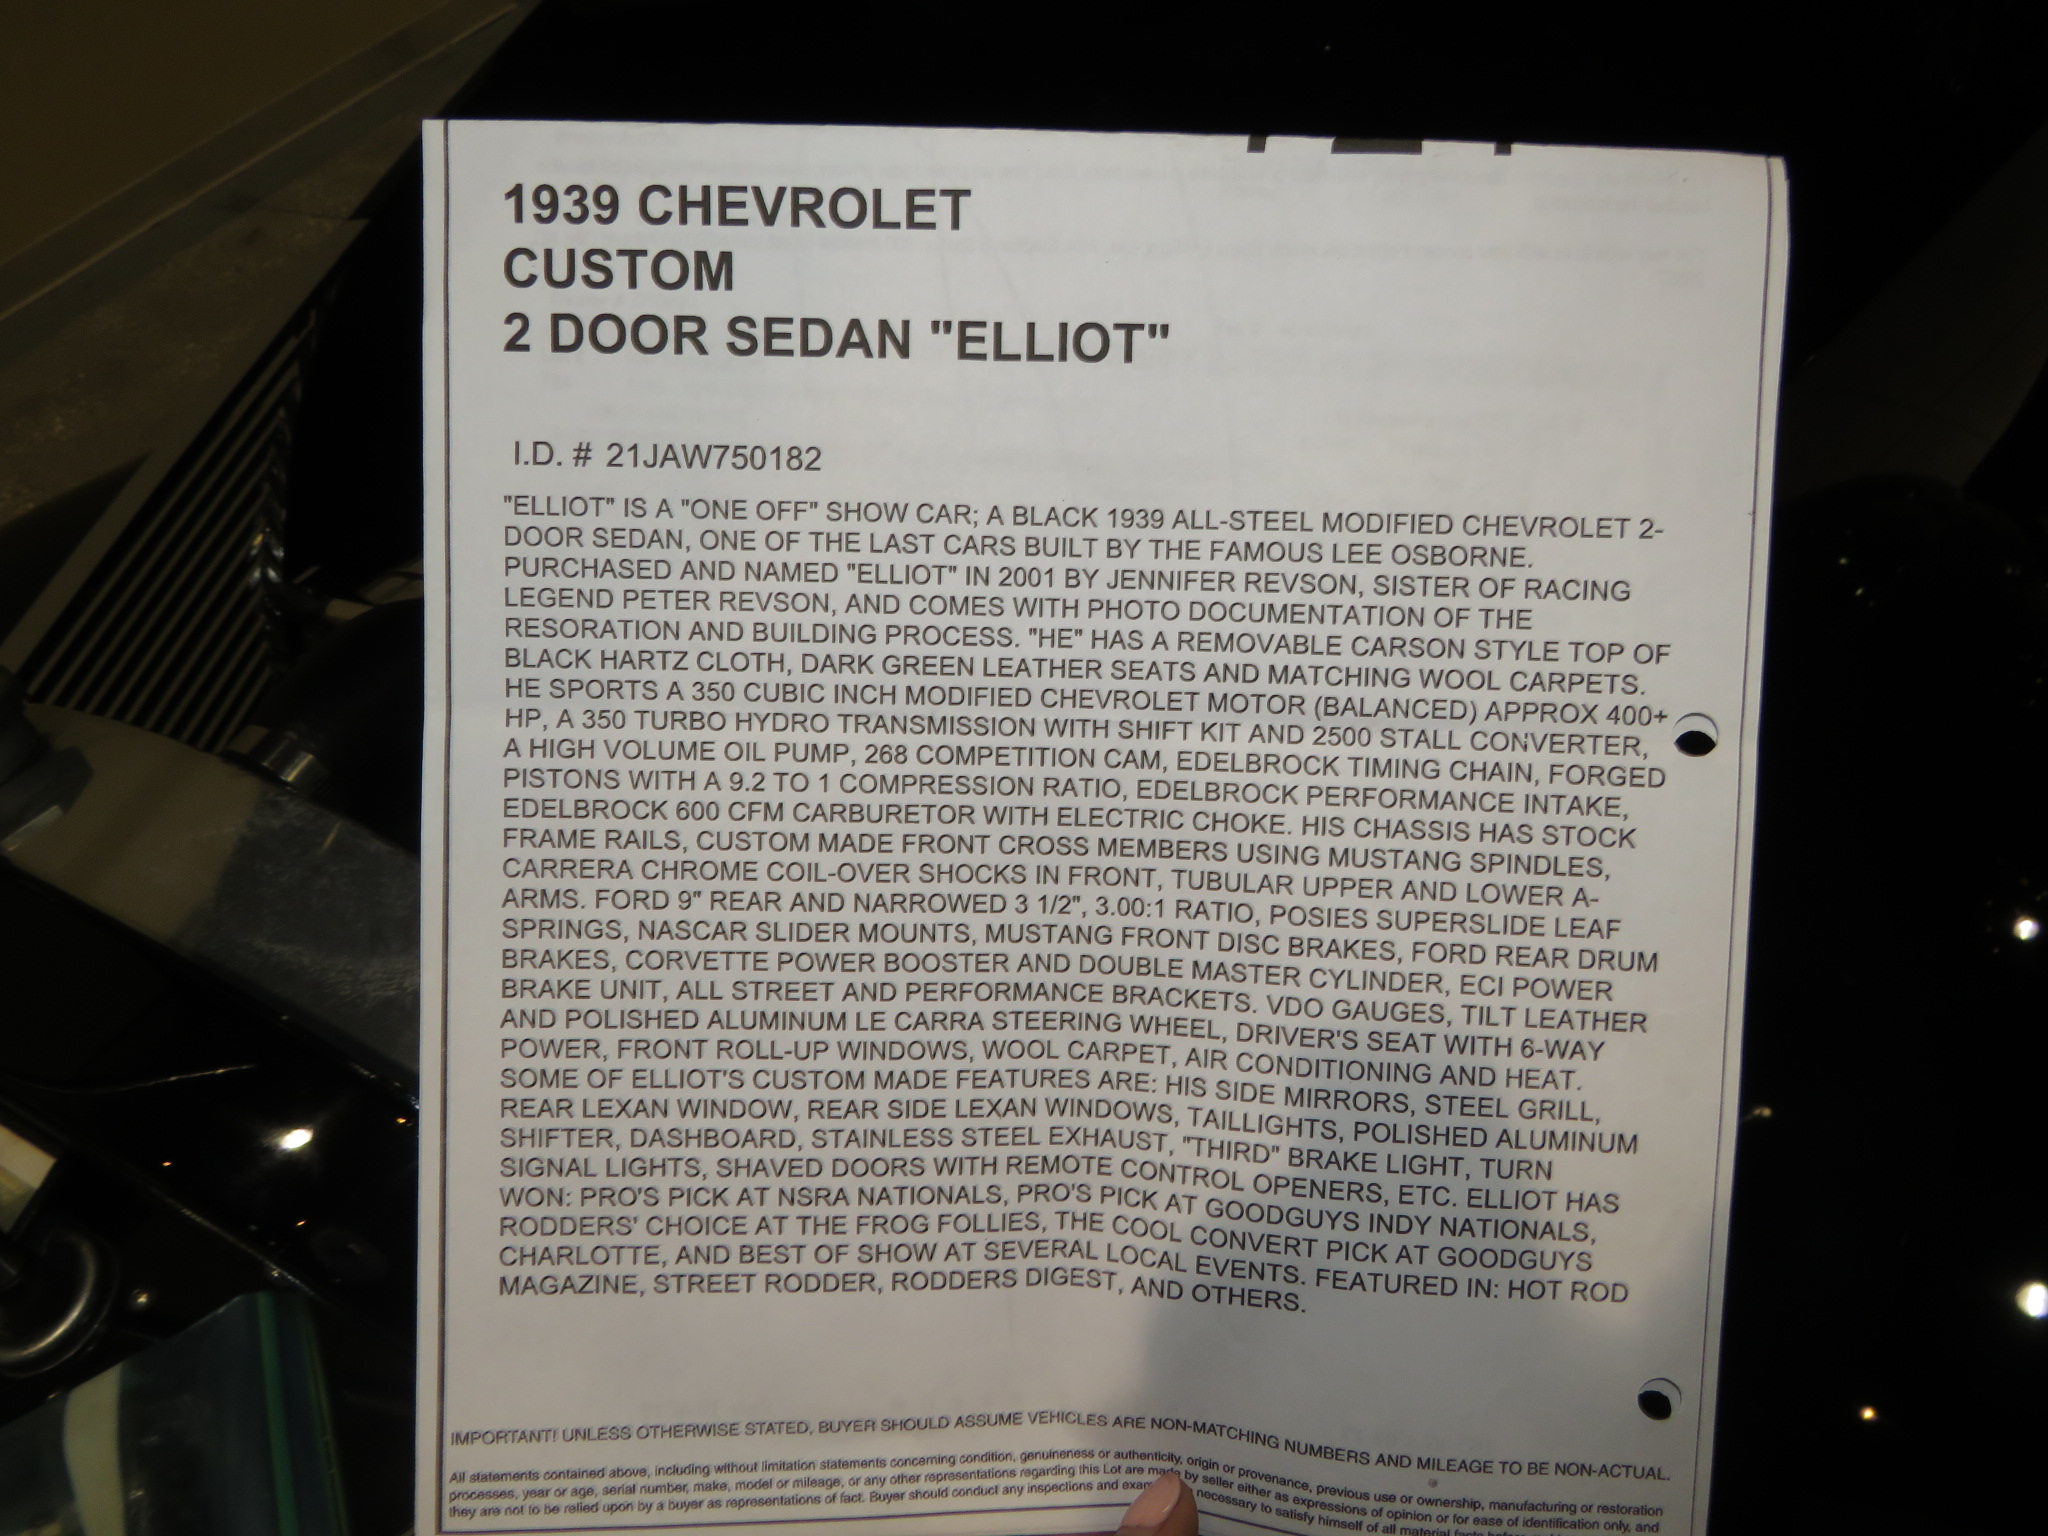 1939 CHEVROLET
CUSTOM
2 DOOR SEDAN "ELLIOT"
I.D. # 21JAW750182
"ELLIOT" IS A "ONE OFF" SHOW CAR; A BLACK 1939 ALL-STEEL MODIFIED CHEVROLET 2-
DOOR SEDAN, ONE OF THE LAST CARS BUILT BY THE FAMOUS LEE OSBORNE.
PURCHASED AND NAMED "ELLIOT" IN 2001 BY JENNIFER REVSON, SISTER OF RACING
LEGEND PETER REVSON, AND COMES WITH PHOTO DOCUMENTATION OF THE
RESORATION AND BUILDING PROCESS. "HE" HAS A REMOVABLE CARSON STYLE TOP OF
BLACK HARTZ CLOTH, DARK GREEN LEATHER SEATS AND MATCHING WOOL CARPETS.
HE SPORTS A 350 CUBIC INCH MODIFIED CHEVROLET MOTOR (BALANCED) APPROX 400+
HP, A 350 TURBO HYDRO TRANSMISSION WITH SHIFT KIT AND 2500 STALL CONVERTER,
A HIGH VOLUME OIL PUMP, 268 COMPETITION CAM, EDELBROCK TIMING CHAIN, FORGED
PISTONS WITH A 9.2 TO 1 COMPRESSION RATIO, EDELBROCK PERFORMANCE INTAKE,
EDELBROCK 600 CFM CARBURETOR WITH ELECTRIC CHOKE. HIS CHASSIS HAS STOCK
FRAME RAILS, CUSTOM MADE FRONT CROSS MEMBERS USING MUSTANG SPINDLES,
CARRERA CHROME COIL-OVER SHOCKS IN FRONT, TUBULAR UPPER AND LOWER A-
ARMS. FORD 9" REAR AND NARROWED 3 1/2", 3.00:1 RATIO, POSIES SUPERSLIDE LEAF
SPRINGS, NASCAR SLIDER MOUNTS, MUSTANG FRONT DISC BRAKES, FORD REAR DRUM
BRAKES, CORVETTE POWER BOOSTER AND DOUBLE MASTER CYLINDER, ECI POWER
BRAKE UNIT, ALL STREET AND PERFORMANCE BRACKETS. VDO GAUGES, TILT LEATHER
AND POLISHED ALUMINUM LE CARRA STEERING WHEEL, DRIVER'S SEAT WITH 6-WAY
POWER, FRONT ROLL-UP WINDOWS, WOOL CARPET, AIR CONDITIONING AND HEAT.
SOME OF ELLIOT'S CUSTOM MADE FEATURES ARE: HIS SIDE MIRRORS, STEEL GRILL,
REAR LEXAN WINDOW, REAR SIDE LEXAN WINDOWS, TAILLIGHTS, POLISHED ALUMINUM
SHIFTER, DASHBOARD, STAINLESS STEEL EXHAUST, "THIRD" BRAKE LIGHT, TURN
SIGNAL LIGHTS, SHAVED DOORS WITH REMOTE CONTROL OPENERS, ETC. ELLIOT HAS
WON: PRO'S PICK AT NSRA NATIONALS, PRO'S PICK AT GOODGUYS INDY NATIONALS,
RODDERS' CHOICE AT THE FROG FOLLIES, THE COOL CONVERT PICK AT GOODGUYS
CHARLOTTE, AND BEST OF SHOW AT SEVERAL LOCAL EVENTS. FEATURED IN: HOT ROD
MAGAZINE, STREET RODDER, RODDERS DIGEST, AND OTHERS.
IMPORTANT! UNLESS OTHERWISE STATED, BUYER SHOULD ASSUME VEHICLES ARE NON-MATCHING NUMBERS AND MILEAGE TO BE NON-ACTUAL.
All statements contained above, including without limitation statements concerning condition, genuineness or authenticity, origin or provenance, previous use or ownership, manufacturing or restoration
processes, year or age, serial number, make, model or mileage, or any other representations regarding this Lot are made by seller either as expressions of opinion or for ease of identification only, and
they are not to be relied upon by a buyer as representations of fact. Buyer should conduct any inspections and necessary to satisfy himself of all material facts